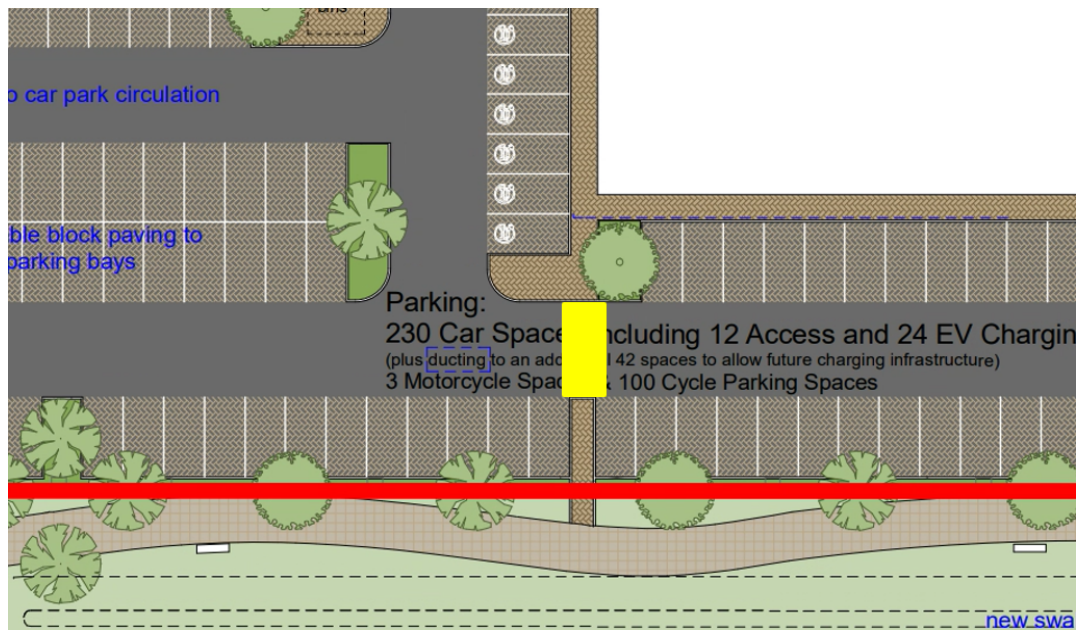 car park circulation
ble block paving to
parking bays
Parking:
230 Car Space ncluding 12 Access and 24 EV Chargin
(plus ducting to an add l 42 spaces to allow future charging infrastructure)
3 Motorcycle Spac & 100 Cycle Parking Spaces
new swa